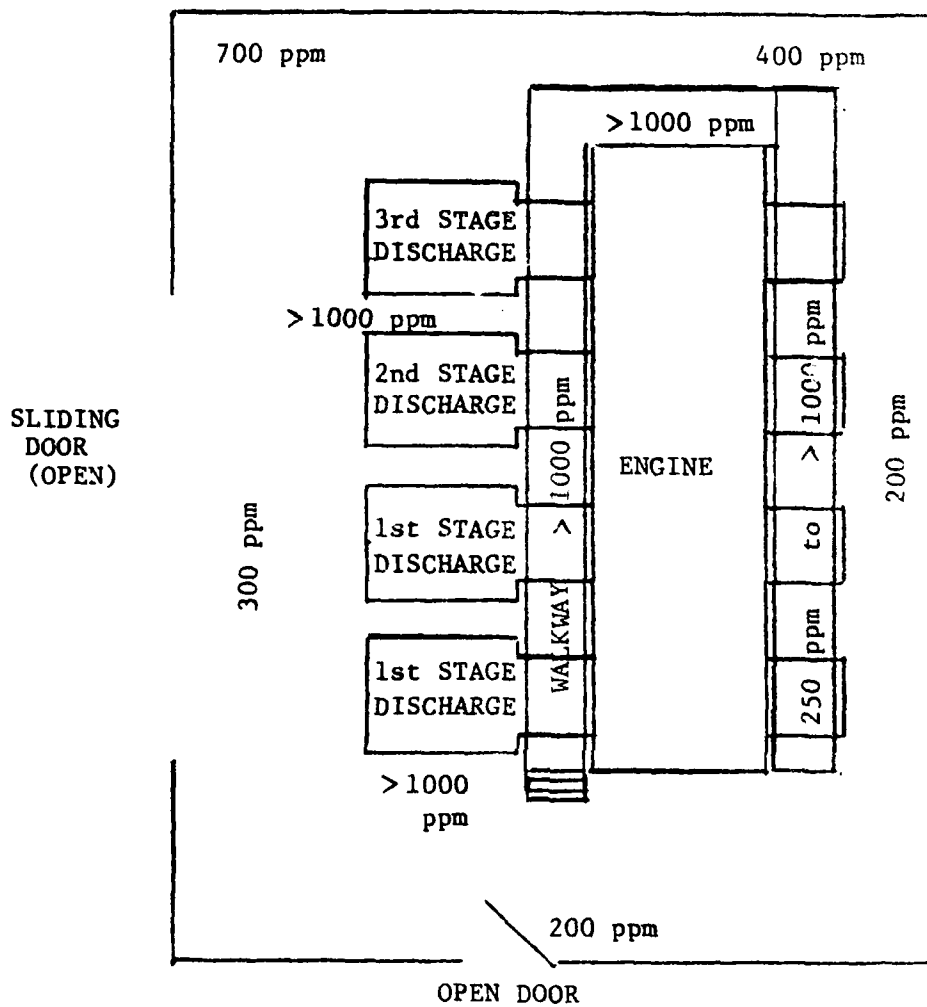 700 ppm
400 ppm
>1000 ppm
3rd STAGE
DISCHARGE
>1000 ppm
2nd STAGE
DISCHARGE
SLIDING
DOOR
(OPEN)
ENGINE
WALKWAY > 1000 ppm
250 ppm to > 1000 ppm
200 ppm
300 ppm
1st STAGE
DISCHARGE
1st STAGE
DISCHARGE
>1000
ppm
200 ppm
OPEN DOOR